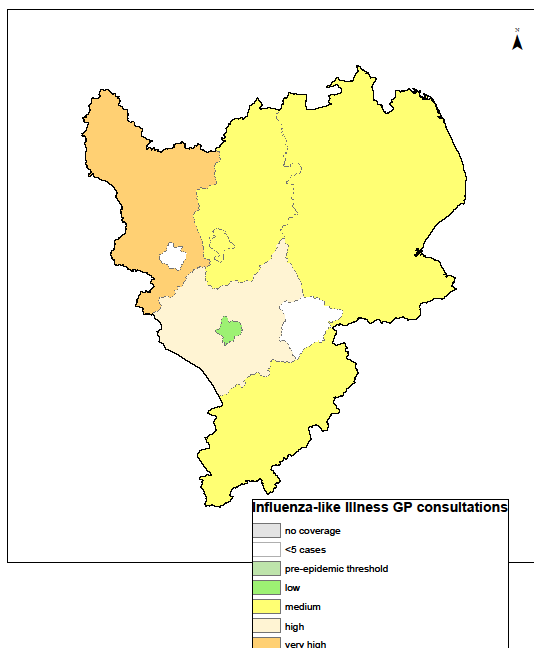 Influenza-like Illness GP consultations
no coverage
<5 cases
pre-epidemic threshold
low
medium
high
very high